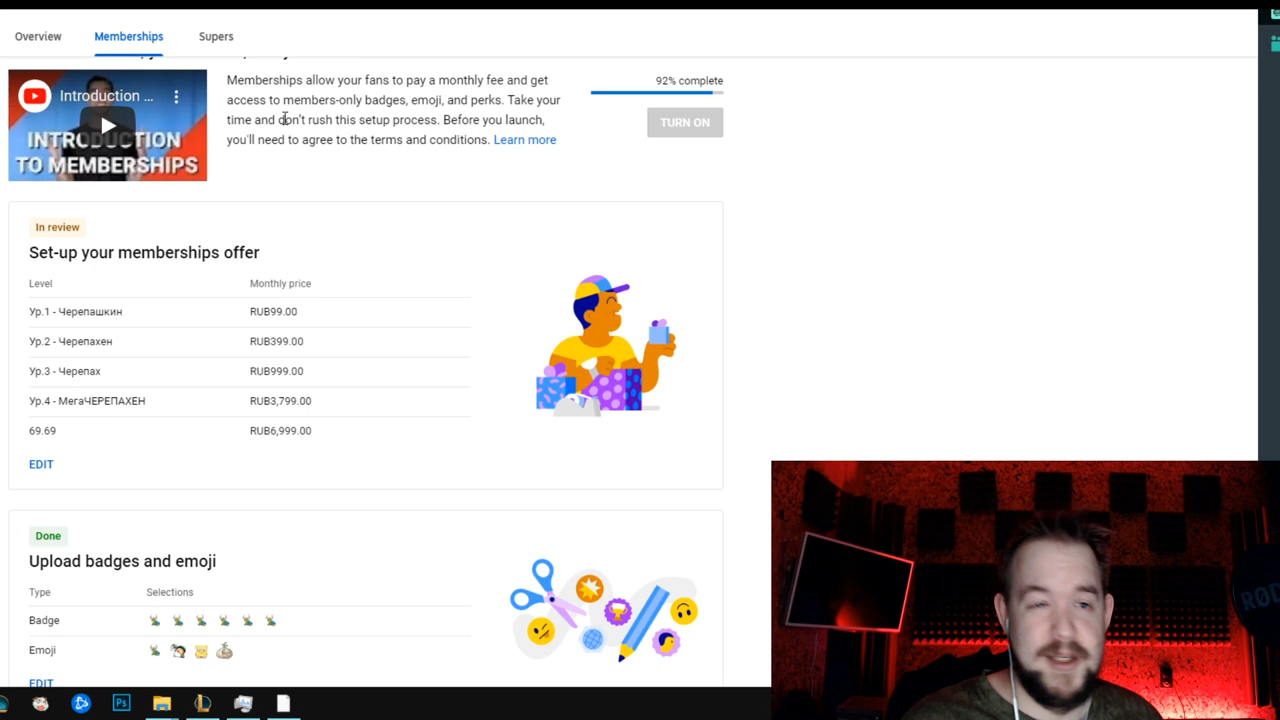 Overview Memberships Supers
Introduction ...
INTRODUCTION
TO MEMBERSHIPS
Memberships allow your fans to pay a monthly fee and get
access to members-only badges, emoji, and perks. Take your
time and don't rush this setup process. Before you launch,
you'll need to agree to the terms and conditions. Learn more
92% complete
TURN ON
In review
Set-up your memberships offer
Level Monthly price
Ур.1 - Черепашкин RUB99.00
Ур.2 - Черепахен RUB399.00
Ур.3 - Черепах RUB999.00
Ур.4 - МегаЧЕРЕПАХЕН RUB3,799.00
69.69 RUB6,999.00
EDIT
Done
Upload badges and emoji
Type Selections
Badge
Emoji
EDIT
Ps